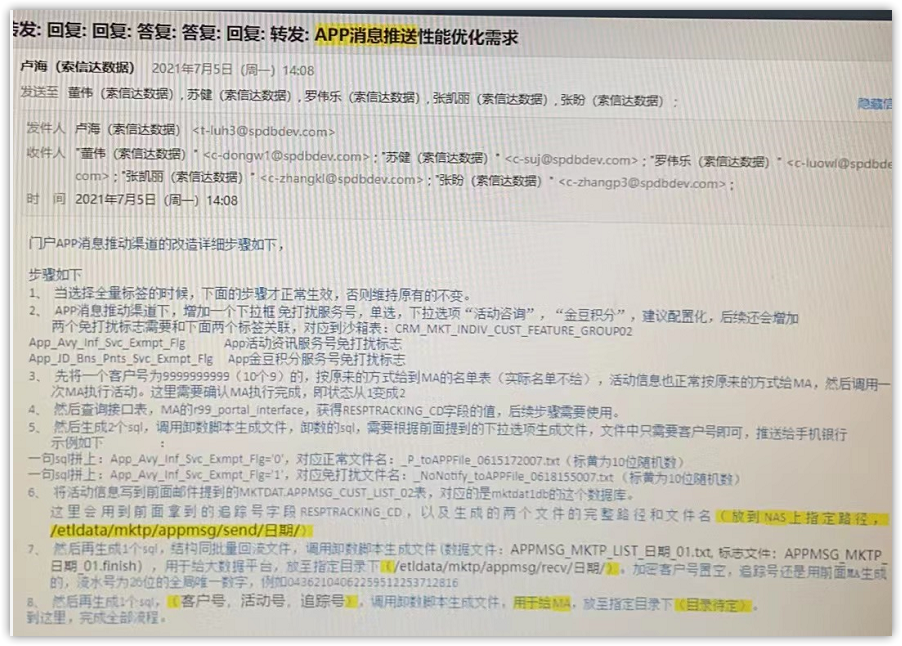 转发: 回复: 回复: 答复: 答复: 回复: 转发: APP消息推送性能优化需求
卢海（索信达数据） 2021年7月5日（周一）14:08
发送至 董伟（索信达数据）, 苏健（索信达数据）, 罗伟乐（索信达数据）, 张凯丽（索信达数据）, 张盼（索信达数据）;
隐藏信
发件人 卢海（索信达数据） <t-luh3@spdbdev.com>
收件人 "董伟（索信达数据）" <c-dongw1@spdbdev.com>; "苏健（索信达数据）" <c-suj@spdbdev.com>; "罗伟乐（索信达数据）" <c-luowl@spdbde
com>; "张凯丽（索信达数据）" <c-zhangkl@spdbdev.com>; "张盼（索信达数据）" <c-zhangp3@spdbdev.com>;
时 间 2021年7月5日（周一）14:08
门户APP消息推动渠道的改造详细步骤如下，
步骤如下
1、 当选择全量标签的时候，下面的步骤才正常生效，否则维持原有的不变。
2、 APP消息推动渠道下，增加一个下拉框 免打扰服务号，单选，下拉选项“活动咨询”，“金豆积分”，建议配置化，后续还会增加
两个免打扰标志需要和下面两个标签关联，对应到沙箱表：CRM_MKT_INDIV_CUST_FEATURE_GROUP02
App_Avy_Inf_Svc_Exmpt_Flg App活动资讯服务号免打扰标志
App_JD_Bns_Pnts_Svc_Exmpt_Flg App金豆积分服务号免打扰标志
3、 先将一个客户号为9999999999（10个9）的，按原来的方式给到MA的名单表（实际名单不给），活动信息也正常按原来的方式给MA，然后调用一
次MA执行活动。这里需要确认MA执行完成，即状态从1变成2
4、 然后查询接口表，MA的r99_portal_interface，获得RESPTRACKING_CD字段的值，后续步骤需要使用。
5、 然后生成2个sql，调用卸数脚本生成文件，卸数的sql，需要根据前面提到的下拉选项生成文件，文件中只需要客户号即可，推送给手机银行
示例如下 ：
一句sql拼上：App_Avy_Inf_Svc_Exmpt_Flg='0'，对应正常文件名：_P_toAPPFile_0615172007.txt（标黄为10位随机数）
一句sql拼上：App_Avy_Inf_Svc_Exmpt_Flg='1'，对应免打扰文件名：_NoNotify_toAPPFile_0618155007.txt（标黄为10位随机数）
6、 将活动信息写到前面邮件提到的MKTDAT.APPMSG_CUST_LIST_02表，对应的是mktdat1db的这个数据库。
这里会用到前面拿到的追踪号字段RESPTRACKING_CD，以及生成的两个文件的完整路径和文件名（放到NAS上指定路径，
/etldata/mktp/appmsg/send/日期/）
7、 然后再生成1个sql，结构同批量回流文件，调用卸数脚本生成文件（数据文件：APPMSG_MKTP_LIST_日期_01.txt, 标志文件：APPMSG_MKTP_
日期_01.finish），用于给大数据平台，放至指定目录下（/etldata/mktp/appmsg/recv/日期/）。加密客户号置空，追踪号还是用前面MA生成
的，流水号为26位的全局唯一数字，例如04362104062259512253712816
8、 然后再生成1个sql，（客户号，活动号，追踪号），调用卸数脚本生成文件，用于给MA，放至指定目录下（目录待定）。
到这里，完成全部流程。